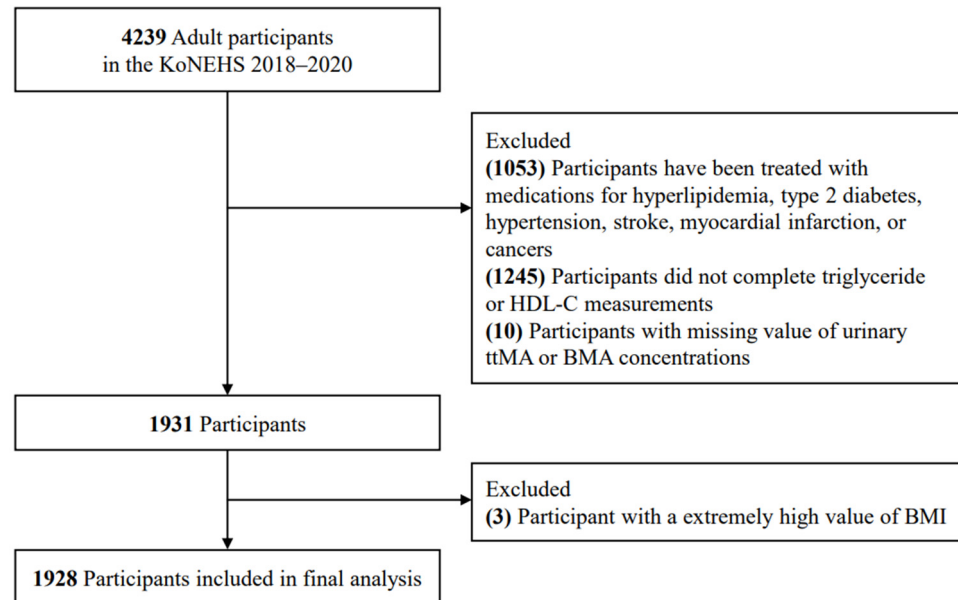 4239 Adult participants
in the KoNEHS 2018–2020
Excluded
(1053) Participants have been treated with
medications for hyperlipidemia, type 2 diabetes,
hypertension, stroke, myocardial infarction, or
cancers
(1245) Participants did not complete triglyceride
or HDL-C measurements
(10) Participants with missing value of urinary
ttMA or BMA concentrations
1931 Participants
Excluded
(3) Participant with a extremely high value of BMI
1928 Participants included in final analysis